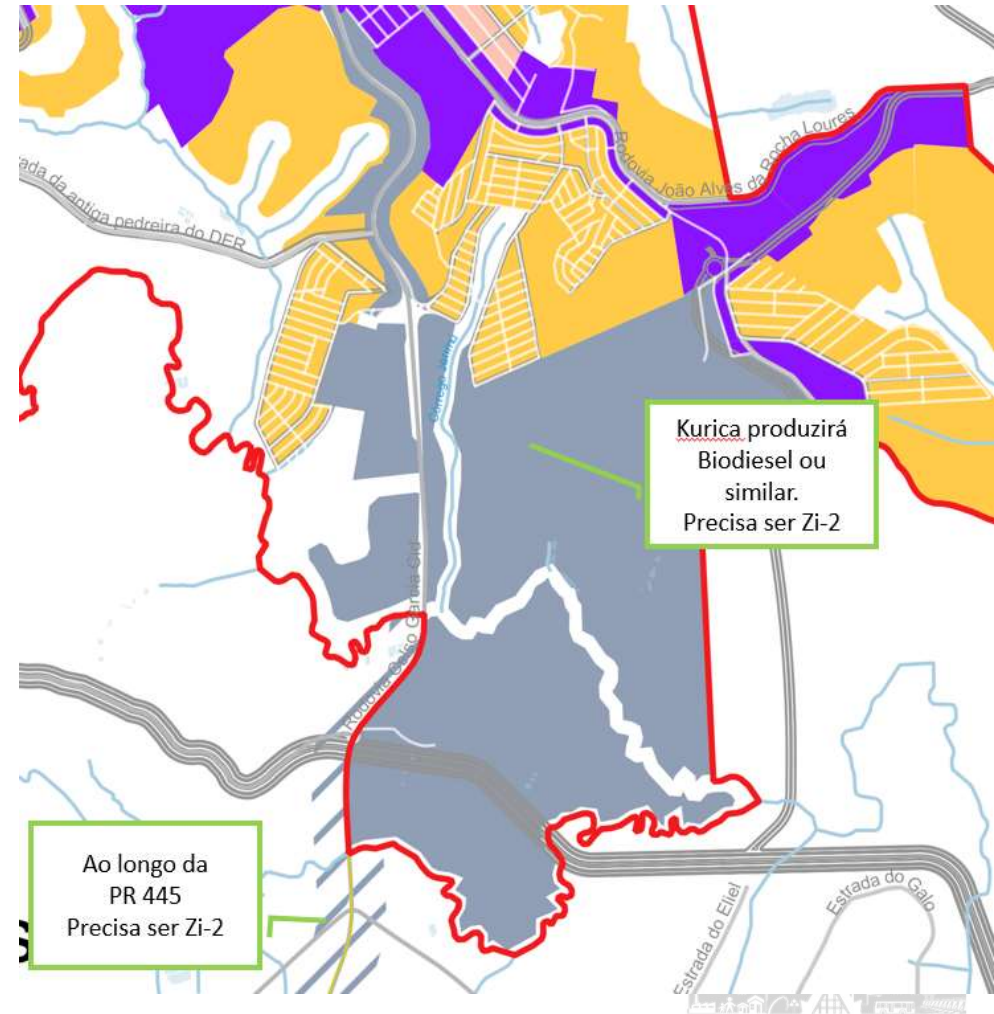 Rodovia João Alves da Rocha Loures
rada da antiga pedreira do DER
Rodovia Celso Garcia Cid
Kurica produzirá
Biodiesel ou
similar.
Precisa ser Zi-2
Ao longo da
PR 445
Precisa ser Zi-2
Estrada do Eliel
Estrada do Galo